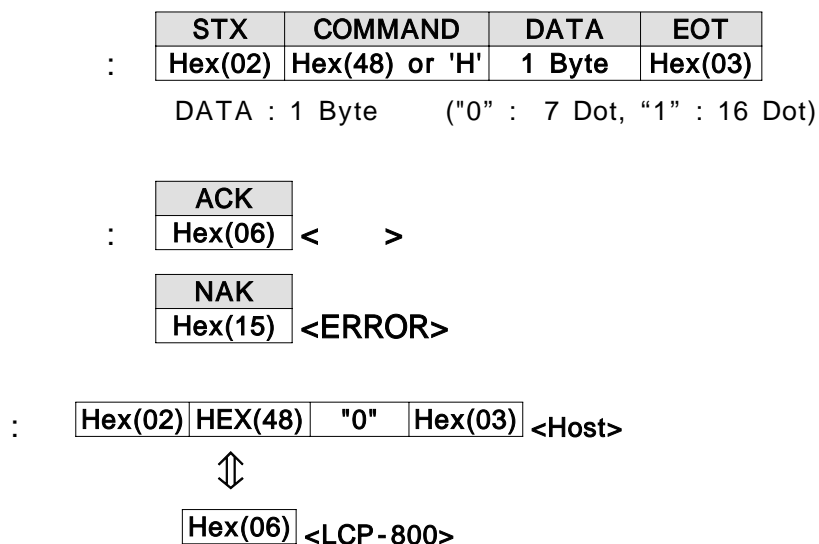 STX COMMAND DATA EOT
: Hex(02) Hex(48) or 'H' 1 Byte Hex(03)
DATA : 1 Byte ("0” : 7 Dot, “1” : 16 Dot)
ACK
: Hex(06) < >
NAK
Hex(15) <ERROR>
: Hex(02) HEX(48) "0" Hex(03) <Host>
⇕
Hex(06) <LCP-800>